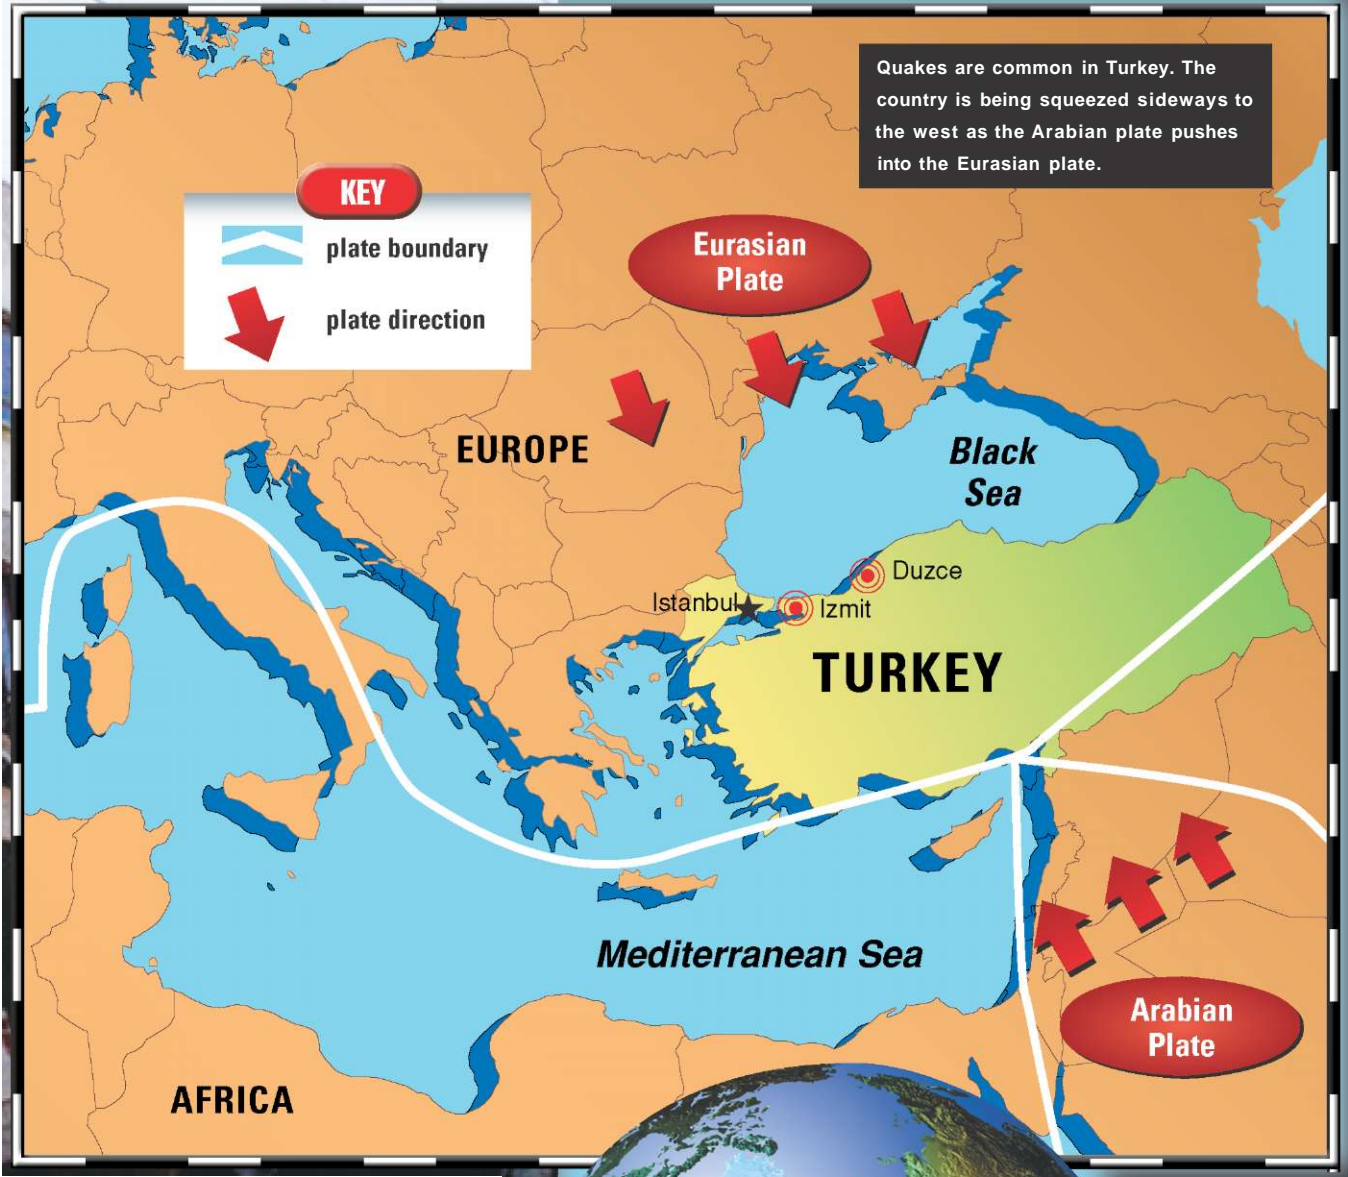 Quakes are common in Turkey. The
country is being squeezed sideways to
the west as the Arabian plate pushes
into the Eurasian plate.
KEY
plate boundary
plate direction
Eurasian
Plate
EUROPE
Black
Sea
Duzce
Istanbul
Izmit
TURKEY
Mediterranean Sea
Arabian
Plate
AFRICA